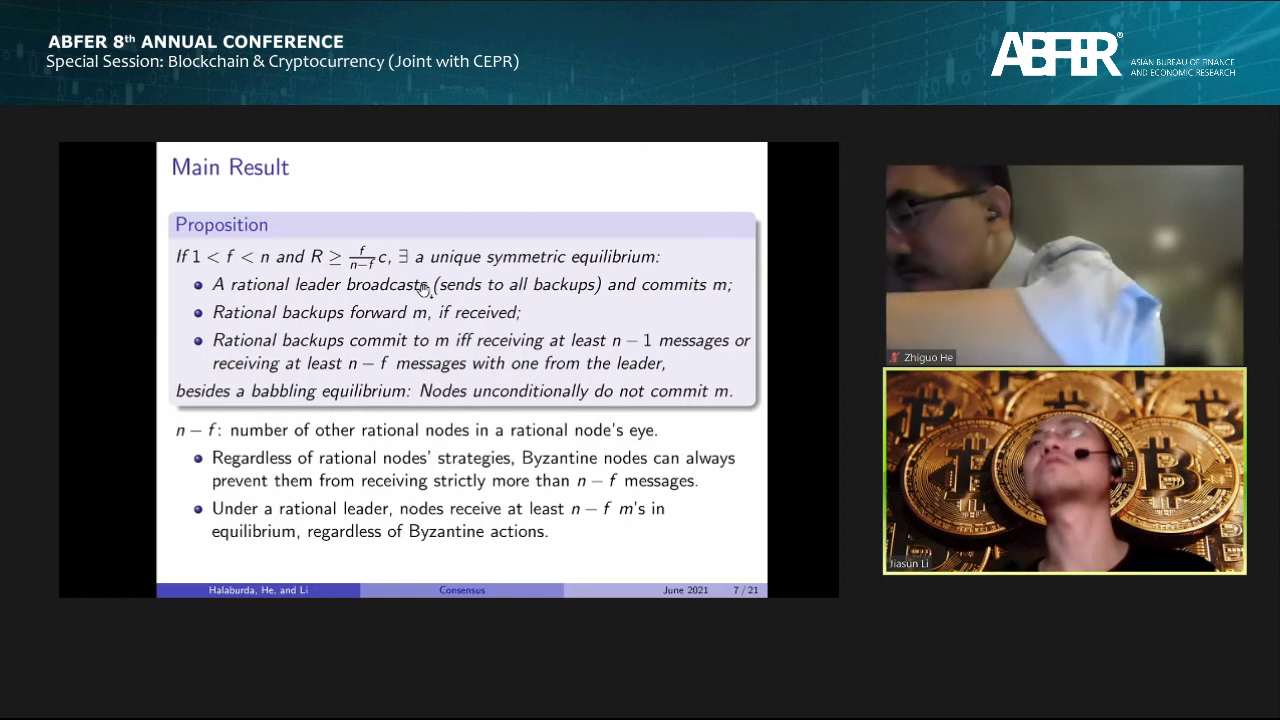 ABFER 8th ANNUAL CONFERENCE
Special Session: Blockchain & Cryptocurrency (Joint with CEPR)
ABFER®
ASIAN BUREAU OF FINANCE
AND ECONOMIC RESEARCH
Main Result
Proposition
If 1 < f < n and R ≥ f/(n−f) c, ∃ a unique symmetric equilibrium:
A rational leader broadcasts (sends to all backups) and commits m;
Rational backups forward m, if received;
Rational backups commit to m iff receiving at least n − 1 messages or
receiving at least n − f messages with one from the leader,
besides a babbling equilibrium: Nodes unconditionally do not commit m.
n − f: number of other rational nodes in a rational node's eye.
Regardless of rational nodes' strategies, Byzantine nodes can always
prevent them from receiving strictly more than n − f messages.
Under a rational leader, nodes receive at least n − f m's in
equilibrium, regardless of Byzantine actions.
Halaburda, He, and Li
Consensus
June 2021
7 / 21
Zhiguo He
Jiasun Li